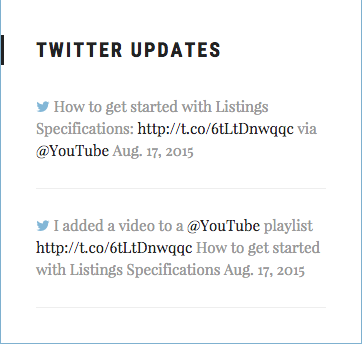 TWITTER UPDATES
How to get started with Listings
Specifications: http://t.co/6tLtDnwqqc via
@YouTube Aug. 17, 2015
I added a video to a @YouTube playlist
http://t.co/6tLtDnwqqc How to get started
with Listings Specifications Aug. 17, 2015